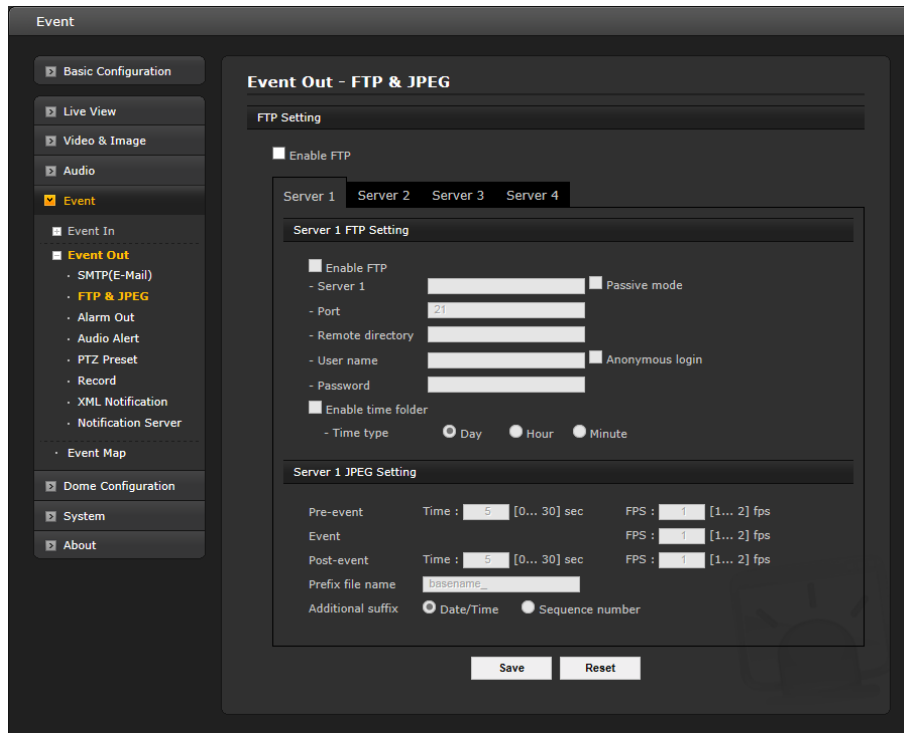 Event
Basic Configuration
Live View
Video & Image
Audio
Event
Event In
Event Out
· SMTP(E-Mail)
· FTP & JPEG
· Alarm Out
· Audio Alert
· PTZ Preset
· Record
· XML Notification
· Notification Server
· Event Map
Dome Configuration
System
About
Event Out - FTP & JPEG
FTP Setting
Enable FTP
Server 1 Server 2 Server 3 Server 4
Server 1 FTP Setting
Enable FTP
- Server 1 Passive mode
- Port 21
- Remote directory
- User name Anonymous login
- Password
Enable time folder
- Time type Day Hour Minute
Server 1 JPEG Setting
Pre-event Time : 5 [0... 30] sec FPS : 1 [1... 2] fps
Event FPS : 1 [1... 2] fps
Post-event Time : 5 [0... 30] sec FPS : 1 [1... 2] fps
Prefix file name basename_
Additional suffix Date/Time Sequence number
Save Reset